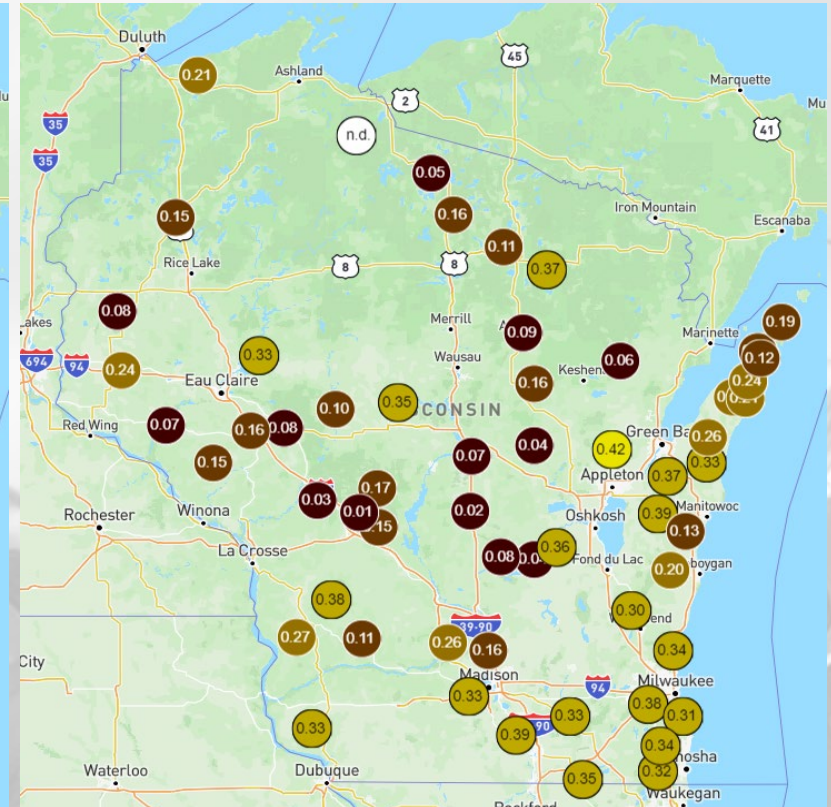 Duluth
0.21
Ashland
45
Marquette
2
35
n.d.
41
35
0.05
0.15
0.16
Iron Mountain
Escanaba
0.11
Rice Lake
8
8
0.37
0.08
Merrill
0.09
0.19
Marinette
694
94
0.33
Wausau
0.06
0.12
0.24
Eau Claire
0.16
0.24
0.35
0.10
CONSIN
Red Wing
0.07
0.16
0.08
0.04
0.42
Green
0.26
0.15
0.07
Appleton
0.37
0.33
0.03
0.17
Winona
0.01
0.02
Oshkosh
0.39
Manitowoc
Rochester
0.13
La Crosse
0.08
0.36
Fond du Lac
0.20
boygan
0.38
0.30
39-90
0.27
0.11
0.26
0.16
0.34
City
Madison
94
Milwaukee
0.33
0.38
0.31
0.33
0.39
90
0.33
0.34
Waterloo
Dubuque
0.35
0.32
Waukegan